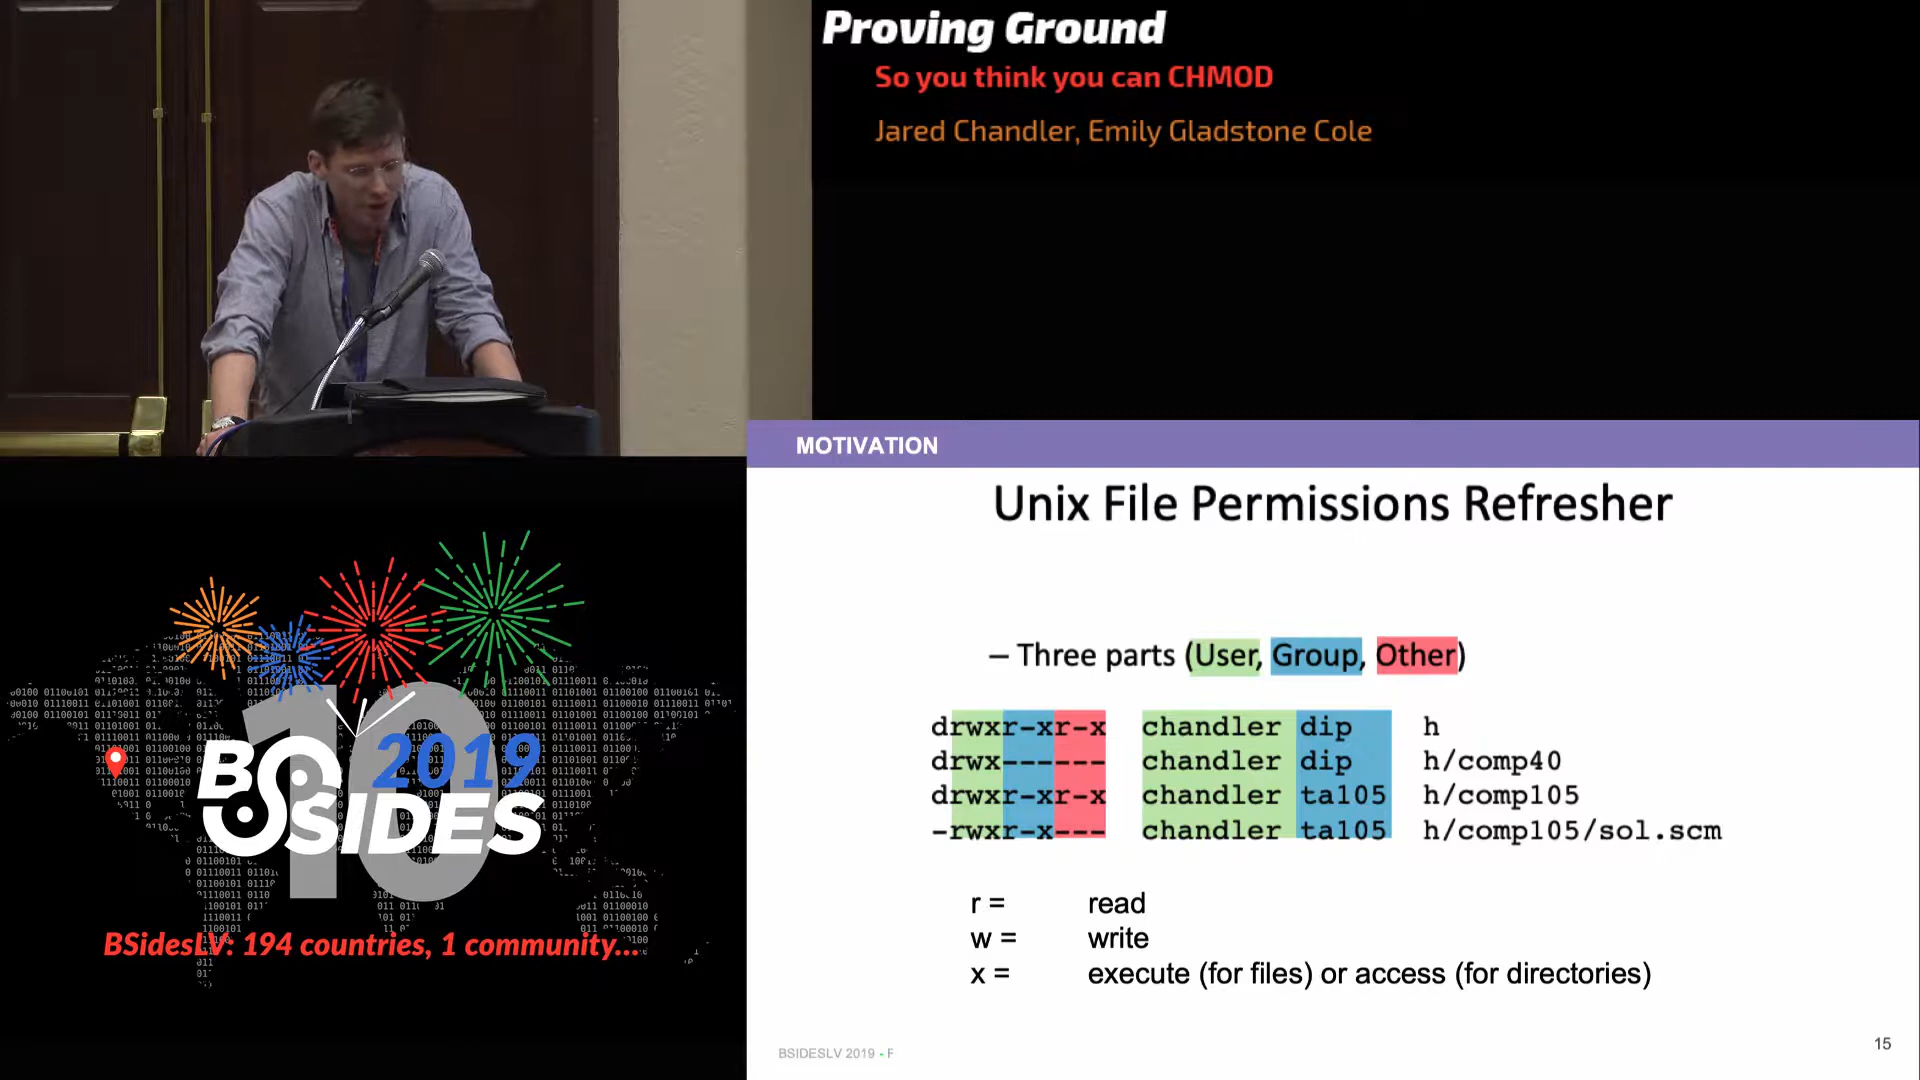 Proving Ground
So you think you can CHMOD
Jared Chandler, Emily Gladstone Cole
MOTIVATION
Unix File Permissions Refresher
– Three parts (User, Group, Other)
drwxr-xr-x chandler dip h
drwx------ chandler dip h/comp40
drwxr-xr-x chandler ta105 h/comp105
-rwxr-x--- chandler ta105 h/comp105/sol.scm
r = read
w = write
x = execute (for files) or access (for directories)
BSIDESLV 2019 - F
15
10
BSIDES 2019
BSidesLV: 194 countries, 1 community...